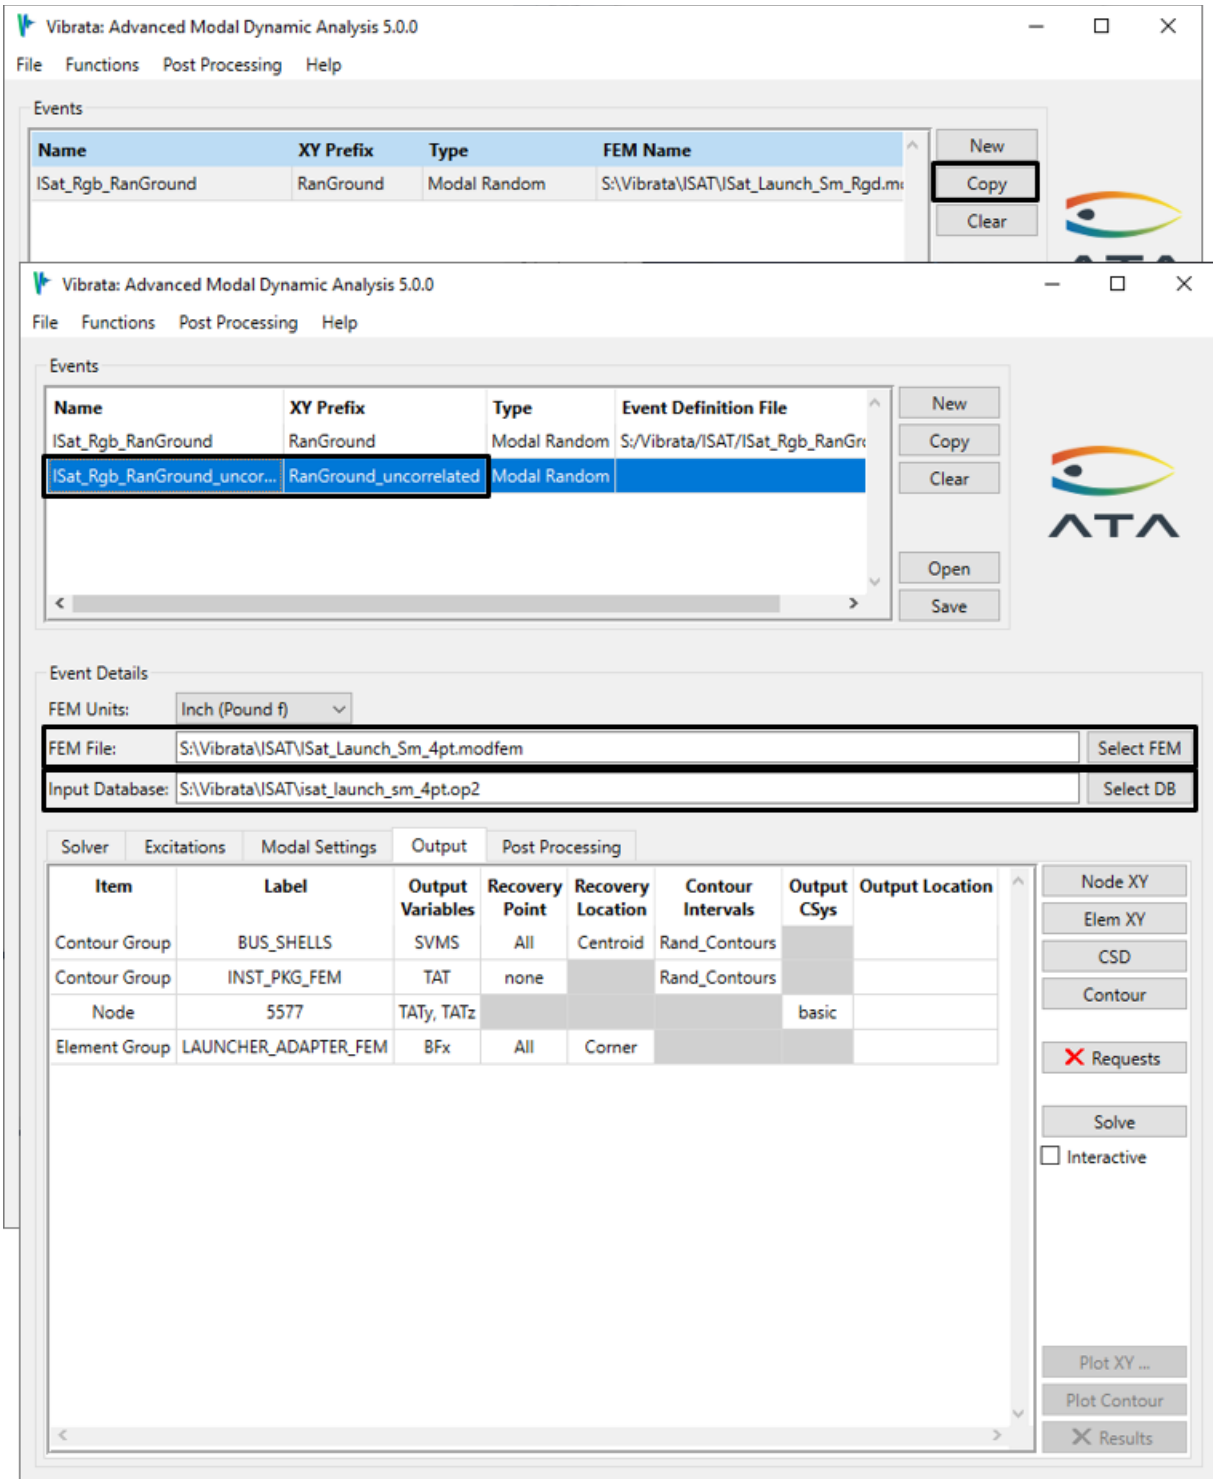 Vibrata: Advanced Modal Dynamic Analysis 5.0.0
File Functions Post Processing Help
Events
Name XY Prefix Type FEM Name
ISat_Rgb_RanGround RanGround Modal Random S:\Vibrata\ISAT\ISat_Launch_Sm_Rgd.m
New
Copy
Clear
Vibrata: Advanced Modal Dynamic Analysis 5.0.0
File Functions Post Processing Help
Events
Name XY Prefix Type Event Definition File
ISat_Rgb_RanGround RanGround Modal Random S:/Vibrata/ISAT/ISat_Rgb_RanGr
ISat_Rgb_RanGround_uncor... RanGround_uncorrelated Modal Random
New
Copy
Clear
Open
Save
ATA
Event Details
FEM Units: Inch (Pound f)
FEM File: S:\Vibrata\ISAT\ISat_Launch_Sm_4pt.modfem Select FEM
Input Database: S:\Vibrata\ISAT\isat_launch_sm_4pt.op2 Select DB
Solver Excitations Modal Settings Output Post Processing
Item Label Output Variables Recovery Point Recovery Location Contour Intervals Output CSys Output Location
Contour Group BUS_SHELLS SVMS All Centroid Rand_Contours
Contour Group INST_PKG_FEM TAT none Rand_Contours
Node 5577 TATy, TATz basic
Element Group LAUNCHER_ADAPTER_FEM BFx All Corner
Node XY
Elem XY
CSD
Contour
Requests
Solve
Interactive
Plot XY ...
Plot Contour
Results